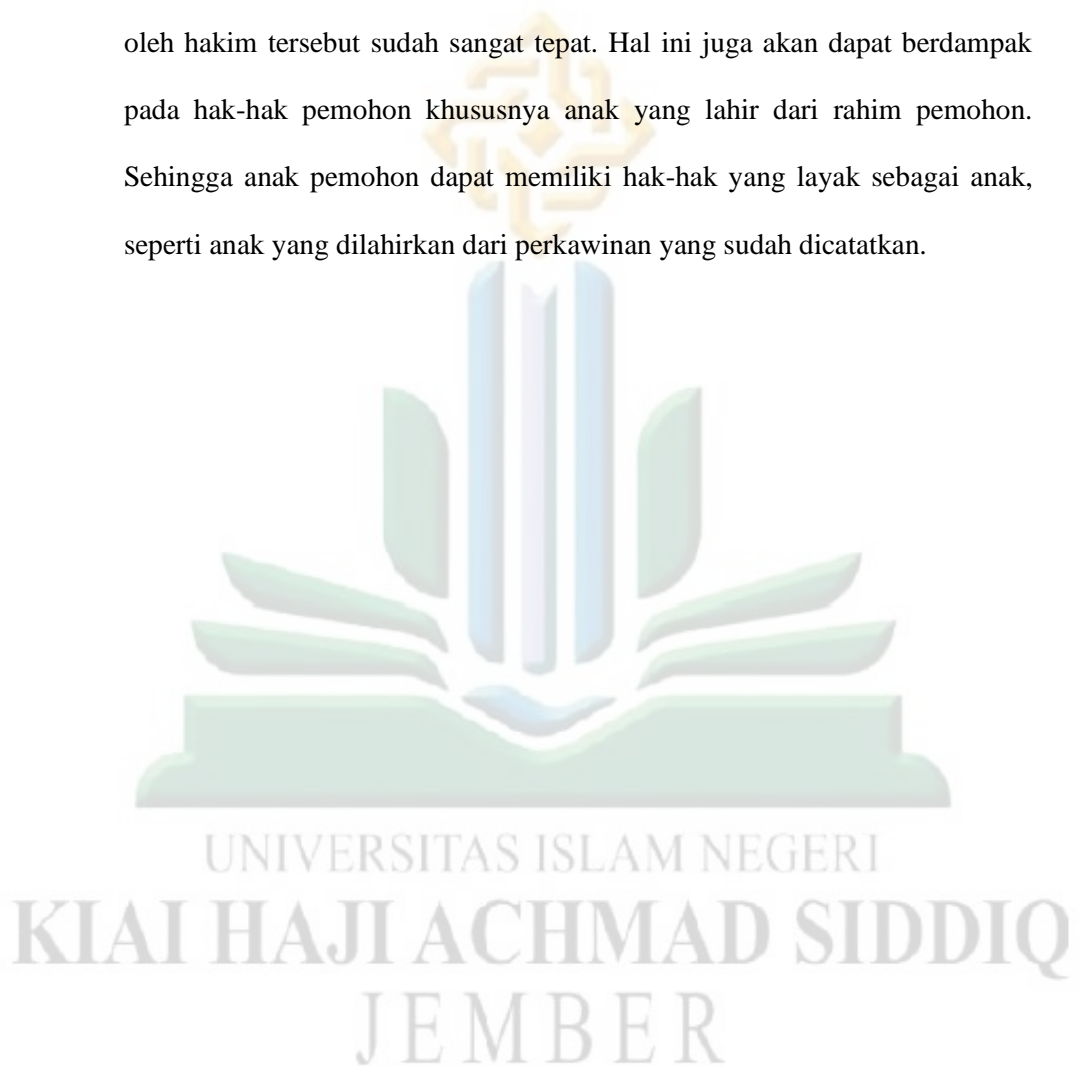 oleh hakim tersebut sudah sangat tepat. Hal ini juga akan dapat berdampak
pada hak-hak pemohon khususnya anak yang lahir dari rahim pemohon.
Sehingga anak pemohon dapat memiliki hak-hak yang layak sebagai anak,
seperti anak yang dilahirkan dari perkawinan yang sudah dicatatkan.
UNIVERSITAS ISLAM NEGERI
KIAI HAJI ACHMAD SIDDIQ
JEMBER